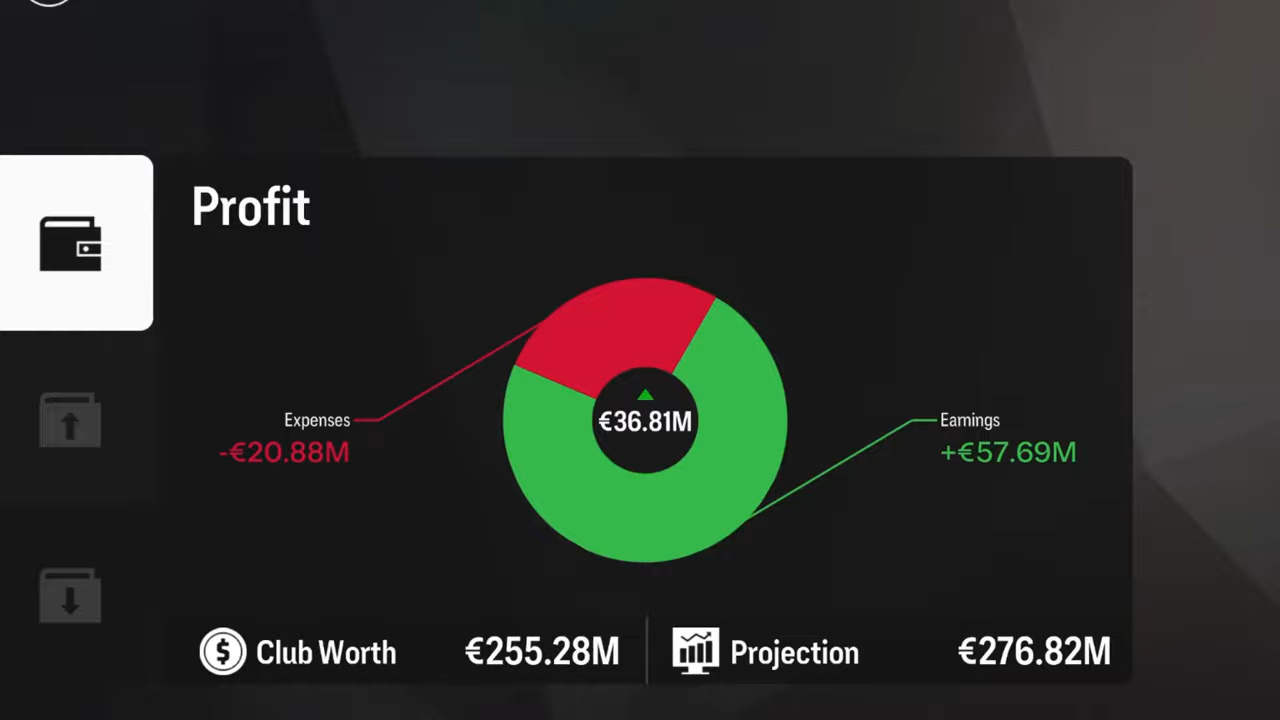 Profit
€36.81M
Expenses
-€20.88M
Earnings
+€57.69M
Club Worth €255.28M
Projection €276.82M